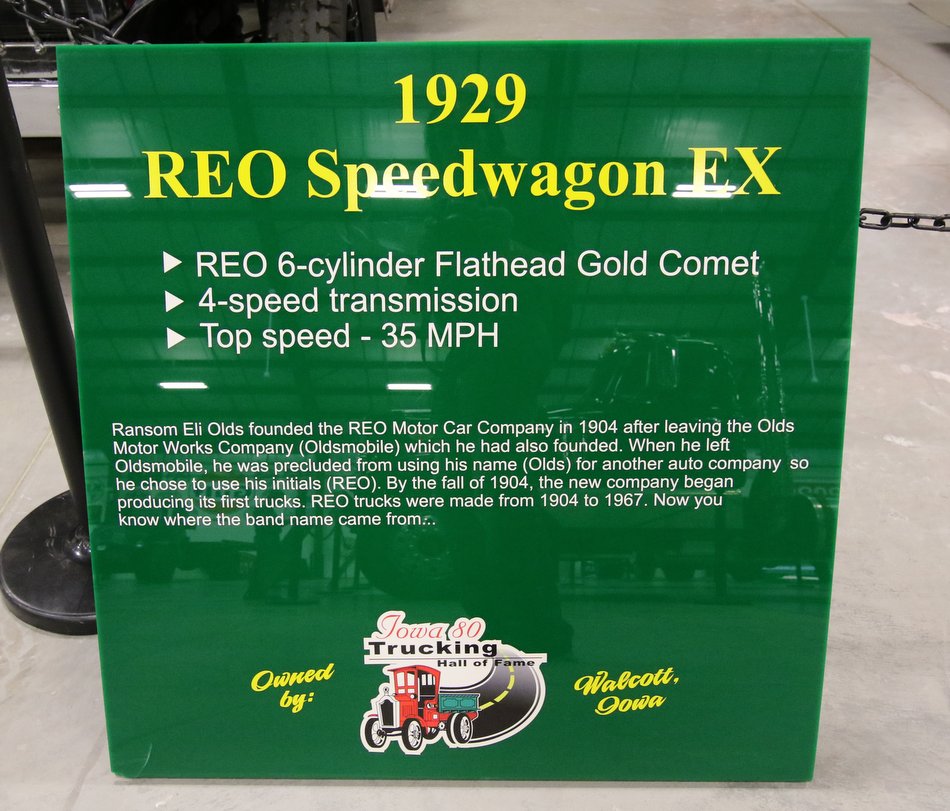 1929
REO Speedwagon EX
REO 6-cylinder Flathead Gold Comet
4-speed transmission
Top speed - 35 MPH
Ransom Eli Olds founded the REO Motor Car Company in 1904 after leaving the Olds
Motor Works Company (Oldsmobile) which he had also founded. When he left
Oldsmobile, he was precluded from using his name (Olds) for another auto company so
he chose to use his initials (REO). By the fall of 1904, the new company began
producing its first trucks. REO trucks were made from 1904 to 1967. Now you
know where the band name came from...
Iowa 80
Trucking
Hall of Fame
Owned
by:
Walcott,
Iowa